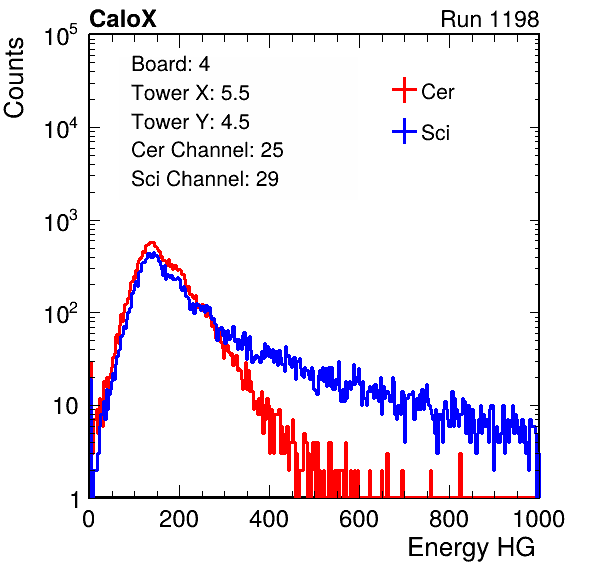 CaloX Run 1198
Counts
10^5
10^4
10^3
10^2
10
1
Board: 4
Tower X: 5.5
Tower Y: 4.5
Cer Channel: 25
Sci Channel: 29
Cer
Sci
0 200 400 600 800 1000
Energy HG